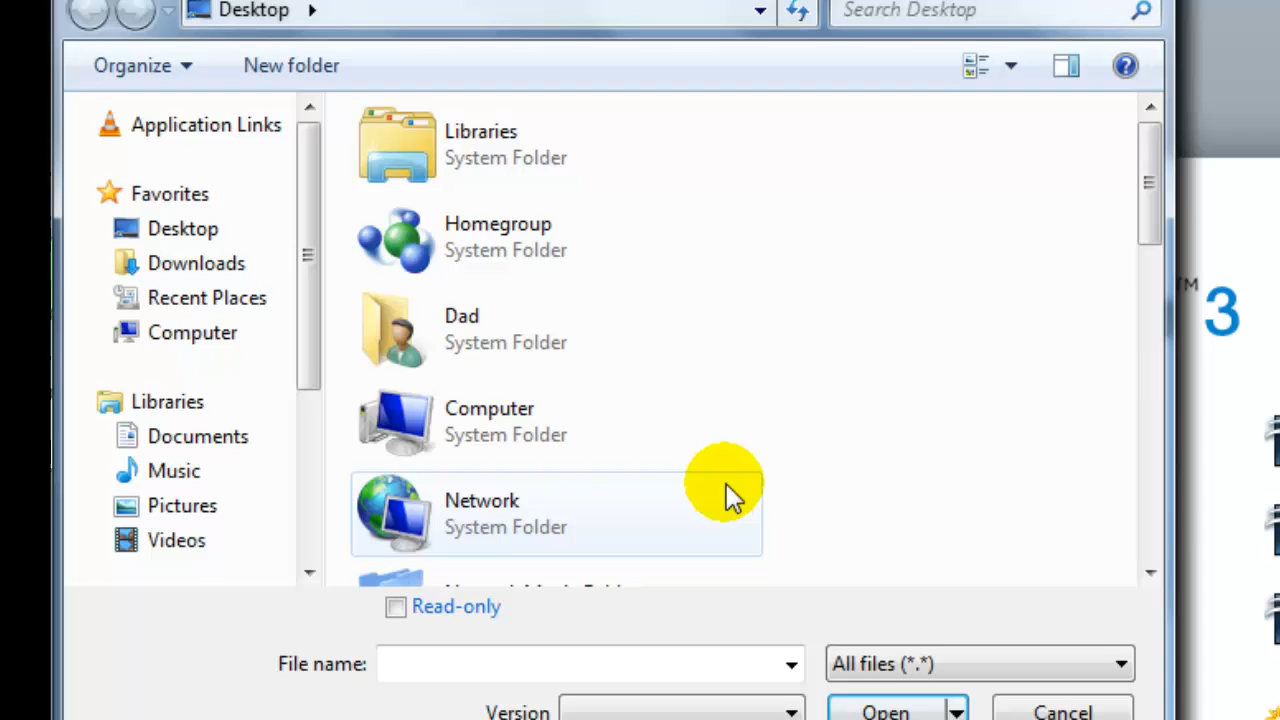 Desktop
Search Desktop
Organize
New folder
Application Links
Favorites
Desktop
Downloads
Recent Places
Computer
Libraries
Documents
Music
Pictures
Videos
Libraries
System Folder
Homegroup
System Folder
Dad
System Folder
Computer
System Folder
Network
System Folder
™ 3
Read-only
File name:
All files (*.*)
Version
Open
Cancel